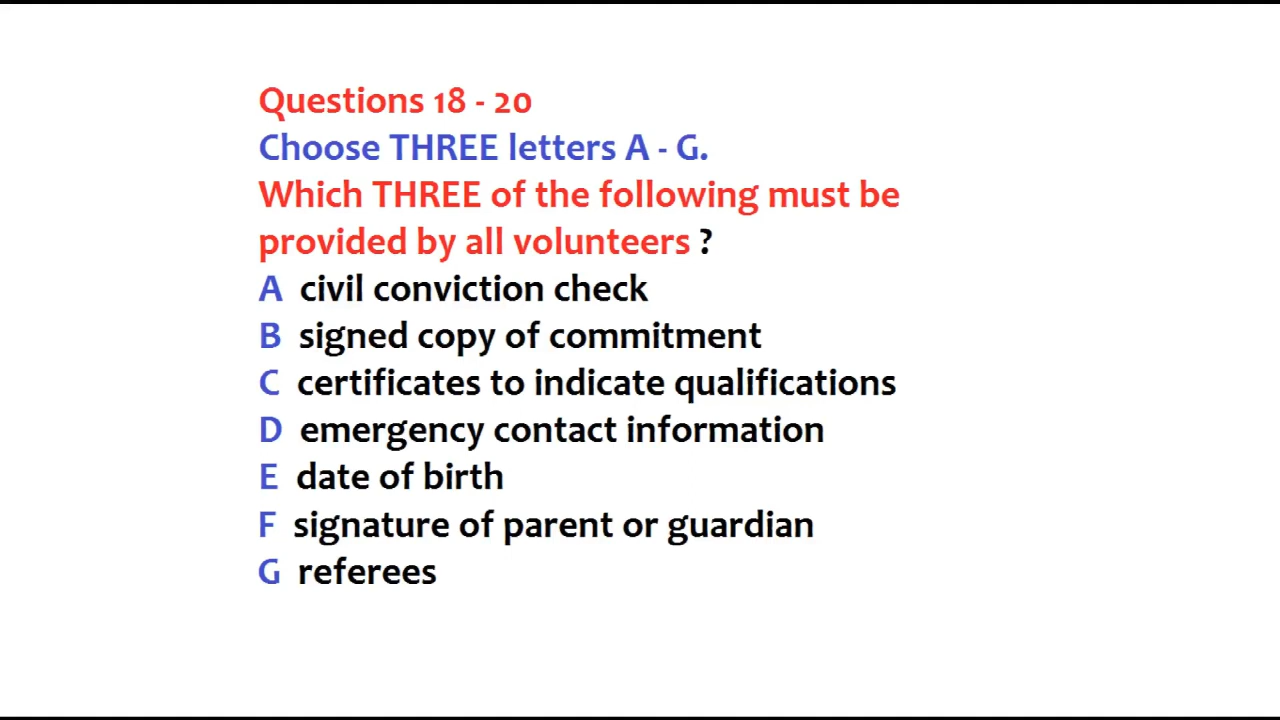 Questions 18 - 20
Choose THREE letters A - G.
Which THREE of the following must be
provided by all volunteers ?
A civil conviction check
B signed copy of commitment
C certificates to indicate qualifications
D emergency contact information
E date of birth
F signature of parent or guardian
G referees